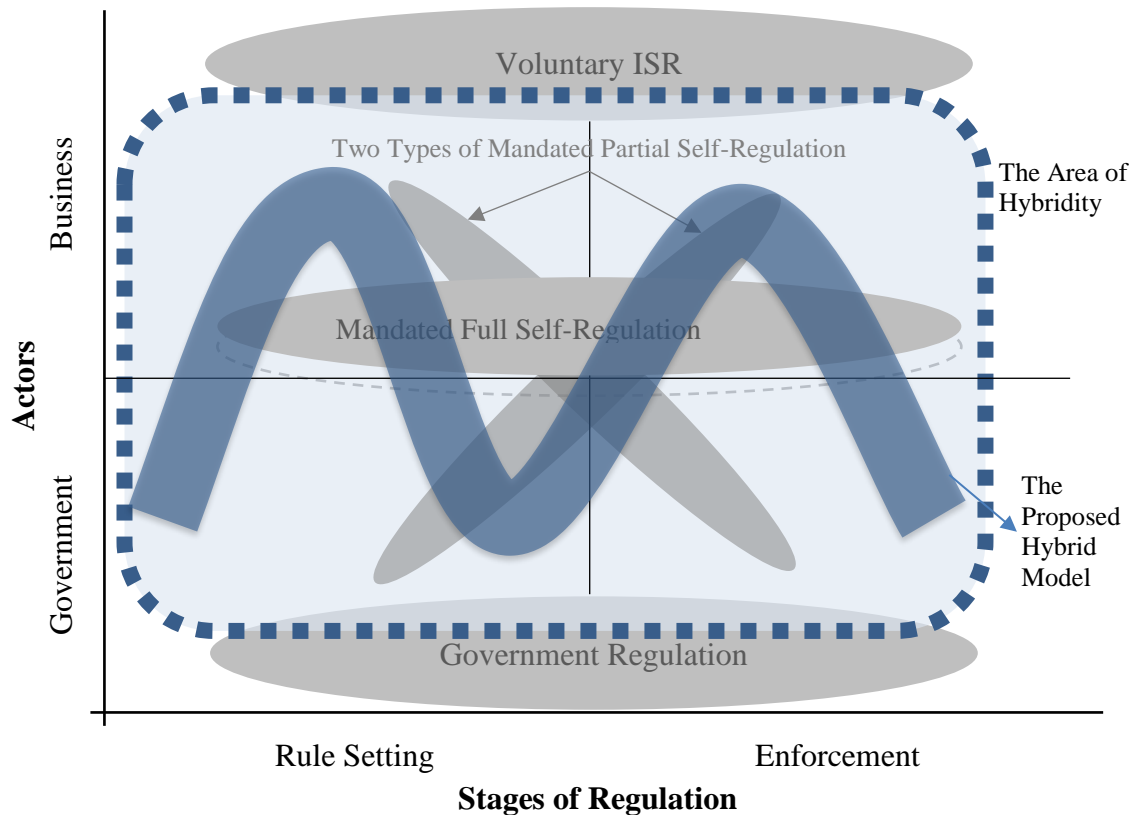 Voluntary ISR
Two Types of Mandated Partial Self-Regulation
The Area of
Hybridity
Business
Mandated Full Self-Regulation
Actors
Government
The
Proposed
Hybrid
Model
Government Regulation
Rule Setting
Enforcement
Stages of Regulation